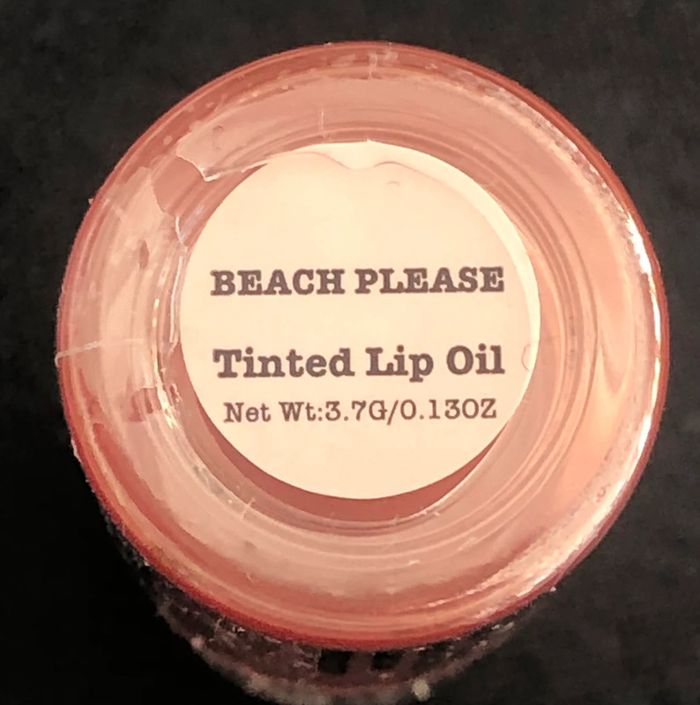 BEACH PLEASE
Tinted Lip Oil
Net Wt:3.7G/0.13OZ